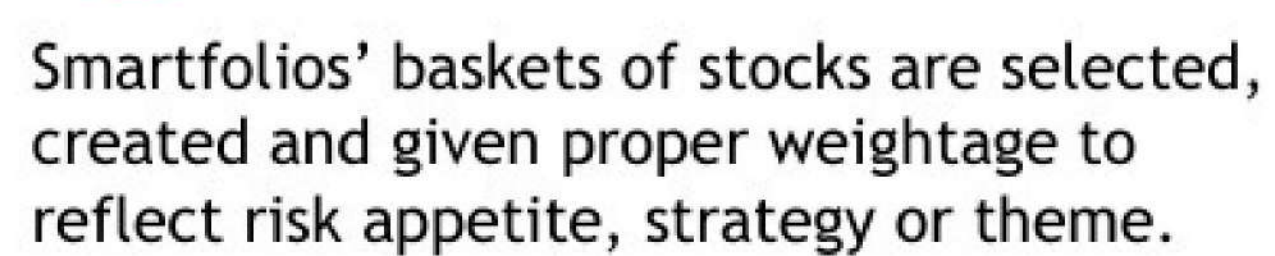 Smartfolios’ baskets of stocks are selected,
created and given proper weightage to
reflect risk appetite, strategy or theme.